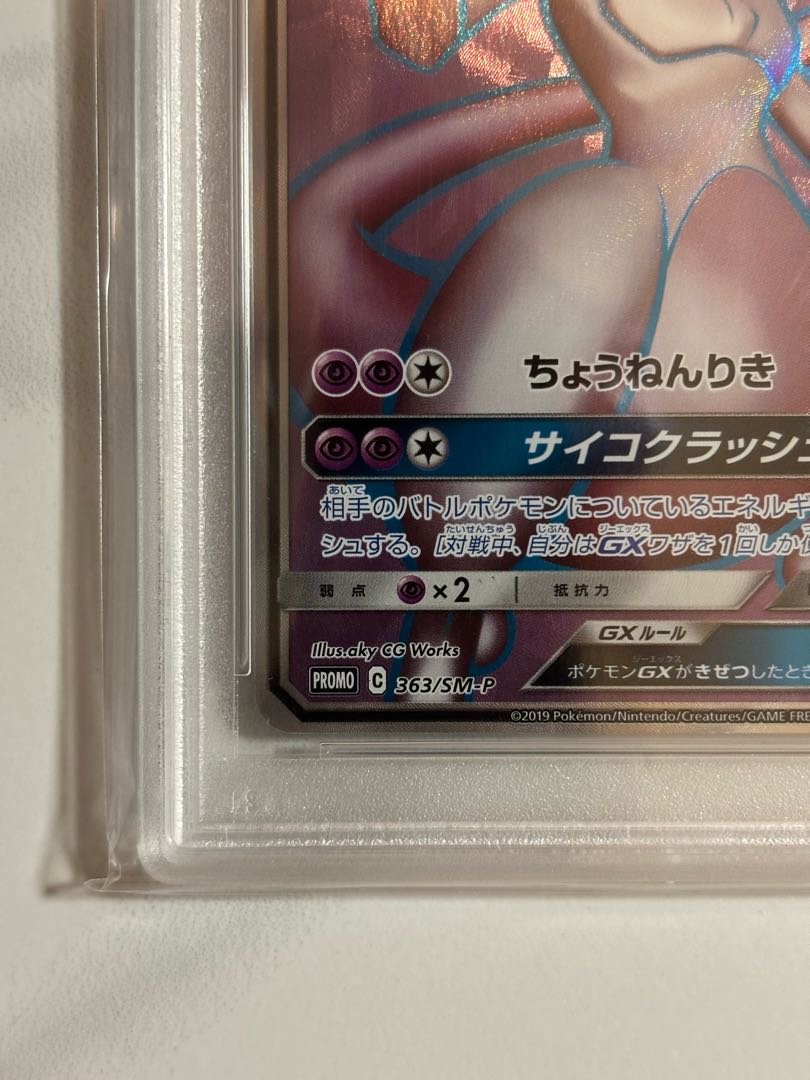 ちょうねんりき
サイコクラッシュ
あいて
相手のバトルポケモンについているエネルギ
たいせんちゅう じぶん ジーエックス かい
シュする。[対戦中、自分はGXワザを1回しか使
弱点 ×2 抵抗力
GXルール
Illus.aky CG Works
ジーエックス
ポケモンGXがきぜつしたとき
PROMO C 363/SM-P
©2019 Pokémon/Nintendo/Creatures/GAME FRE